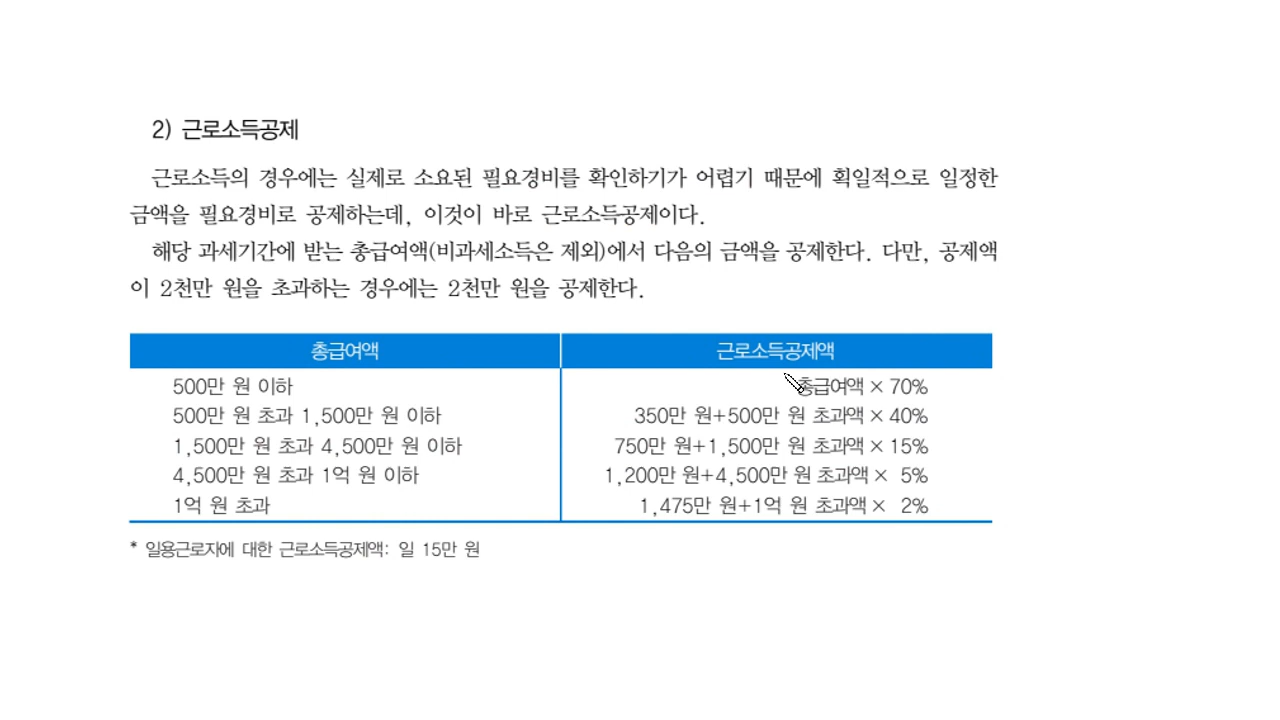 2) 근로소득공제
근로소득의 경우에는 실제로 소요된 필요경비를 확인하기가 어렵기 때문에 획일적으로 일정한
금액을 필요경비로 공제하는데, 이것이 바로 근로소득공제이다.
해당 과세기간에 받는 총급여액(비과세소득은 제외)에서 다음의 금액을 공제한다. 다만, 공제액
이 2천만 원을 초과하는 경우에는 2천만 원을 공제한다.
총급여액 근로소득공제액
500만 원 이하 총급여액 × 70%
500만 원 초과 1,500만 원 이하 350만 원+500만 원 초과액 × 40%
1,500만 원 초과 4,500만 원 이하 750만 원+1,500만 원 초과액 × 15%
4,500만 원 초과 1억 원 이하 1,200만 원+4,500만 원 초과액 × 5%
1억 원 초과 1,475만 원+1억 원 초과액 × 2%
* 일용근로자에 대한 근로소득공제액: 일 15만 원